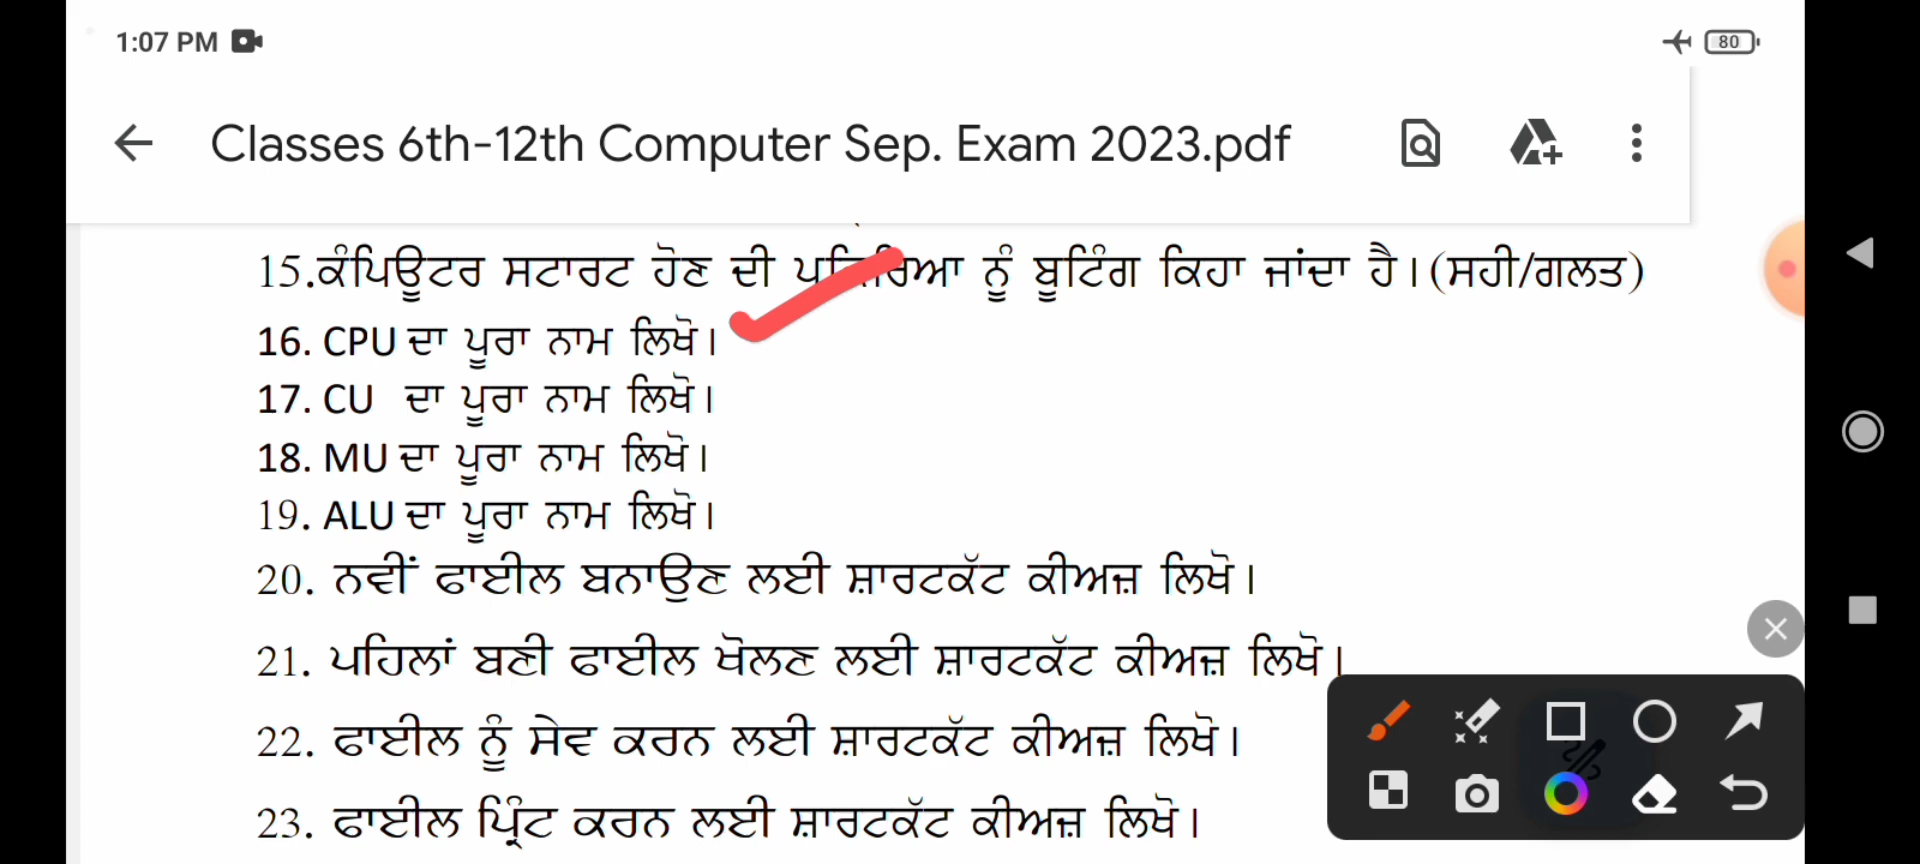 1:07 PM
80
Classes 6th-12th Computer Sep. Exam 2023.pdf
15.ਕੰਪਿਊਟਰ ਸਟਾਰਟ ਹੋਣ ਦੀ ਪ੍ਰਕਿਰਿਆ ਨੂੰ ਬੂਟਿੰਗ ਕਿਹਾ ਜਾਂਦਾ ਹੈ।(ਸਹੀ/ਗਲਤ)
16. CPU ਦਾ ਪੂਰਾ ਨਾਮ ਲਿਖੋ।
17. CU ਦਾ ਪੂਰਾ ਨਾਮ ਲਿਖੋ।
18. MU ਦਾ ਪੂਰਾ ਨਾਮ ਲਿਖੋ।
19. ALU ਦਾ ਪੂਰਾ ਨਾਮ ਲਿਖੋ।
20. ਨਵੀਂ ਫਾਈਲ ਬਨਾਉਣ ਲਈ ਸ਼ਾਰਟਕੱਟ ਕੀਅਜ਼ ਲਿਖੋ।
21. ਪਹਿਲਾਂ ਬਣੀ ਫਾਈਲ ਖੋਲਣ ਲਈ ਸ਼ਾਰਟਕੱਟ ਕੀਅਜ਼ ਲਿਖੋ।
22. ਫਾਈਲ ਨੂੰ ਸੇਵ ਕਰਨ ਲਈ ਸ਼ਾਰਟਕੱਟ ਕੀਅਜ਼ ਲਿਖੋ।
23. ਫਾਈਲ ਪ੍ਰਿੰਟ ਕਰਨ ਲਈ ਸ਼ਾਰਟਕੱਟ ਕੀਅਜ਼ ਲਿਖੋ।